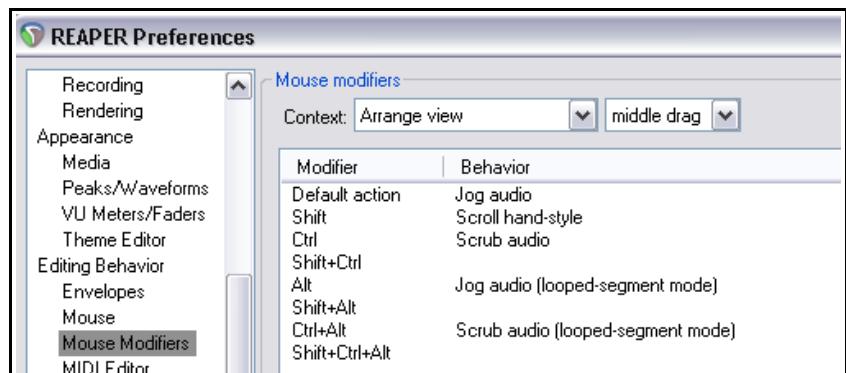 REAPER Preferences
Recording
Rendering
Appearance
Media
Peaks/Waveforms
VU Meters/Faders
Theme Editor
Editing Behavior
Envelopes
Mouse
Mouse Modifiers
MIDI Editor
Mouse modifiers
Context: Arrange view middle drag
Modifier Behavior
Default action Jog audio
Shift Scroll hand-style
Ctrl Scrub audio
Shift+Ctrl
Alt Jog audio (looped-segment mode)
Shift+Alt
Ctrl+Alt Scrub audio (looped-segment mode)
Shift+Ctrl+Alt